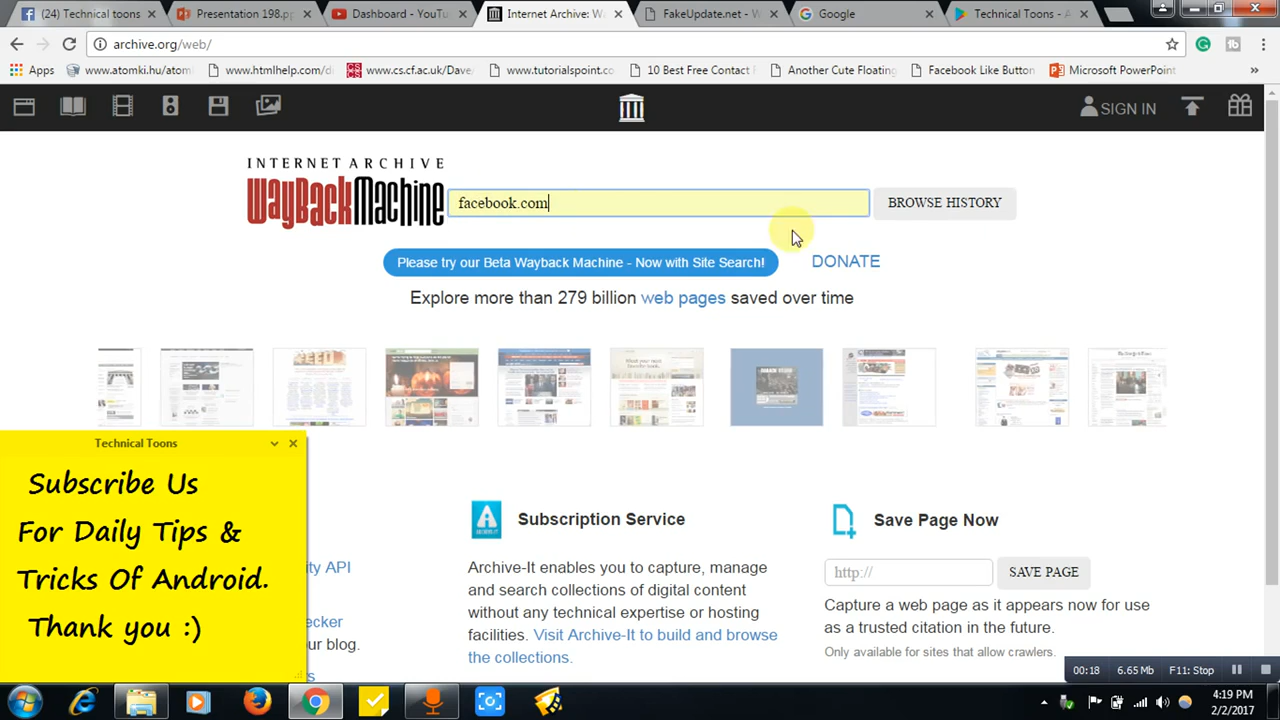 (24) Technical toons
Presentation 198.pp
Dashboard - YouTu
Internet Archive: Wa
FakeUpdate.net - W
Google
Technical Toons - A
archive.org/web/
Apps
www.atomki.hu/atom
www.htmlhelp.com/di
www.cs.cf.ac.uk/Dave/
www.tutorialspoint.co
10 Best Free Contact F
Another Cute Floating
Facebook Like Button
Microsoft PowerPoint
»
SIGN IN
INTERNET ARCHIVE
WayBackMachine
facebook.com
BROWSE HISTORY
Please try our Beta Wayback Machine - Now with Site Search!
DONATE
Explore more than 279 billion web pages saved over time
Technical Toons
Subscribe Us
For Daily Tips &
Tricks Of Android.
Thank you :)
ity API
ecker
our blog.
s
Subscription Service
Archive-It enables you to capture, manage
and search collections of digital content
without any technical expertise or hosting
facilities. Visit Archive-It to build and browse
the collections.
Save Page Now
http://
SAVE PAGE
Capture a web page as it appears now for use
as a trusted citation in the future.
Only available for sites that allow crawlers.
00:18
6.65 Mb
F11: Stop
4:19 PM
2/2/2017